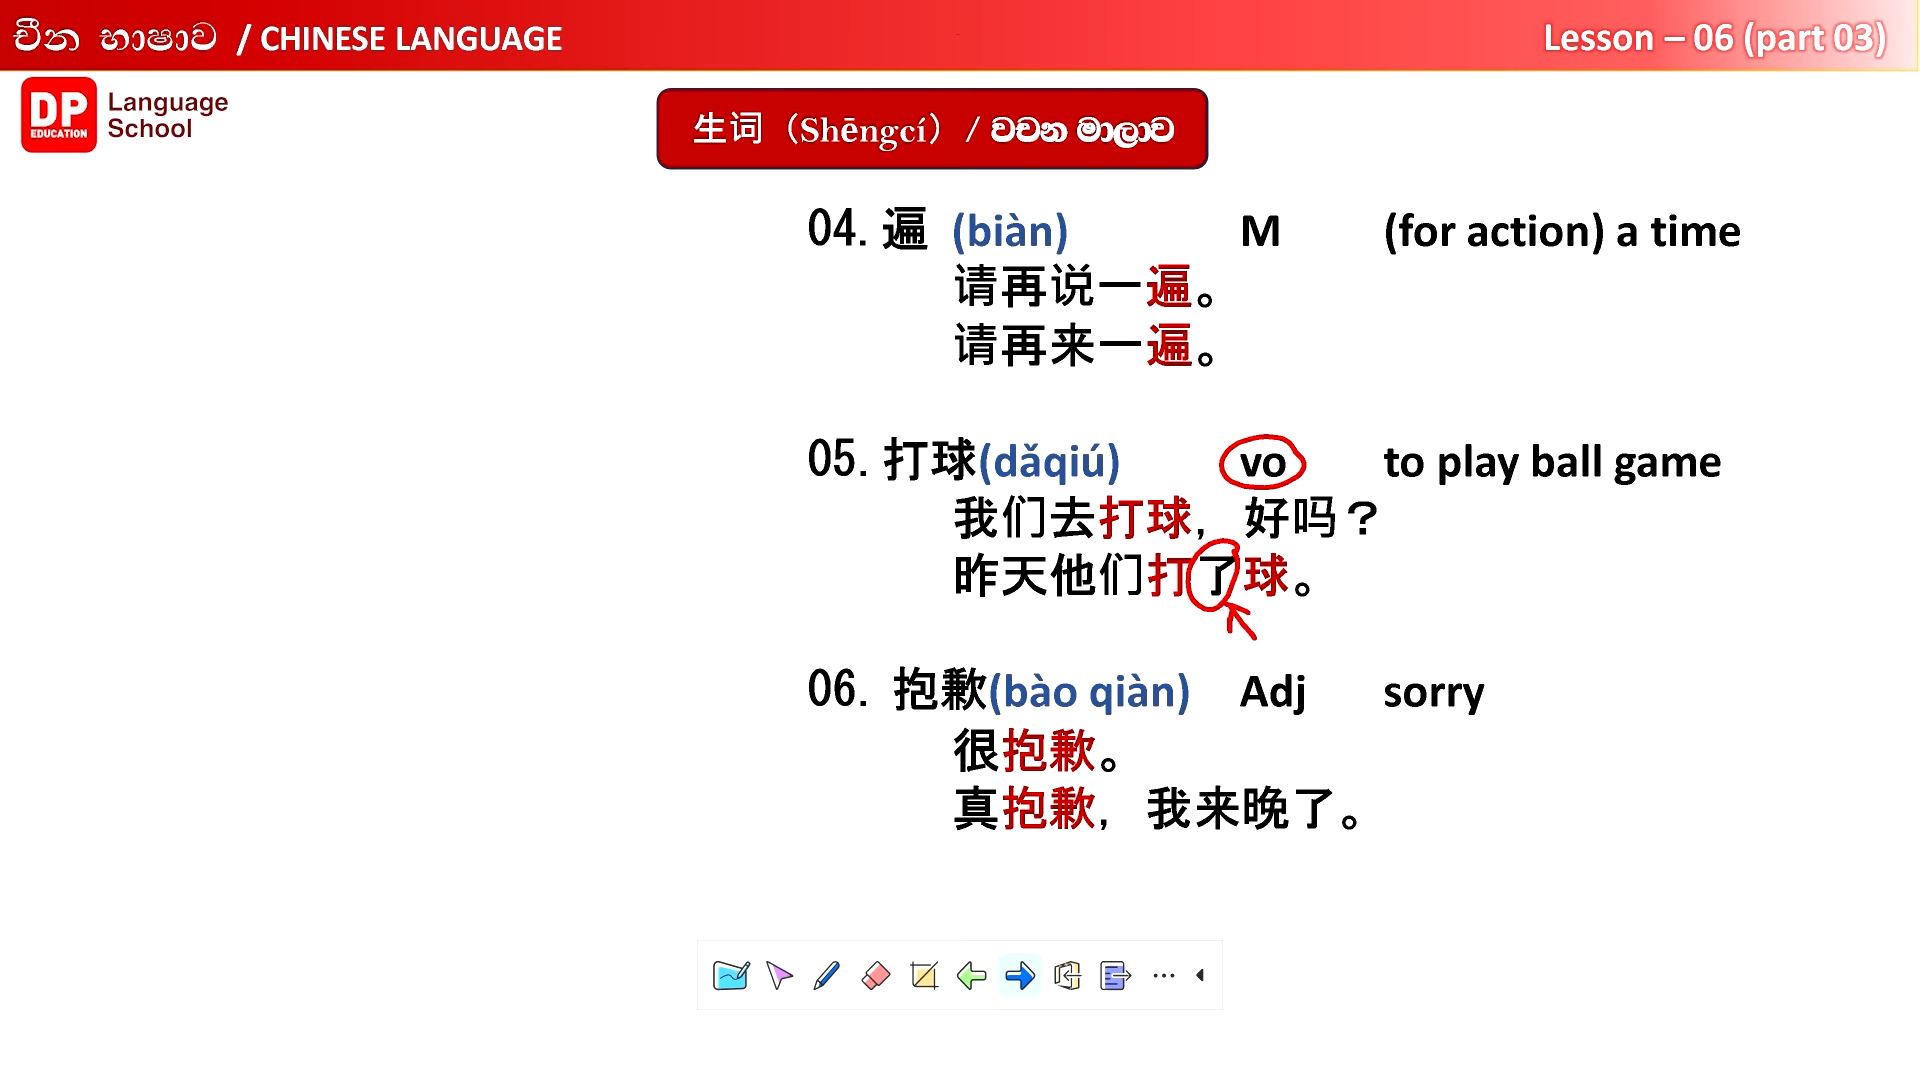 චීන භාෂාව / CHINESE LANGUAGE
Lesson – 06 (part 03)
DP EDUCATION
Language School
生词（Shēngcí）/ වචන මාලාව
04. 遍 (biàn) M (for action) a time
请再说一遍。
请再来一遍。
05. 打球(dǎqiú) vo to play ball game
我们去打球，好吗？
昨天他们打了球。
06. 抱歉(bào qiàn) Adj sorry
很抱歉。
真抱歉，我来晚了。